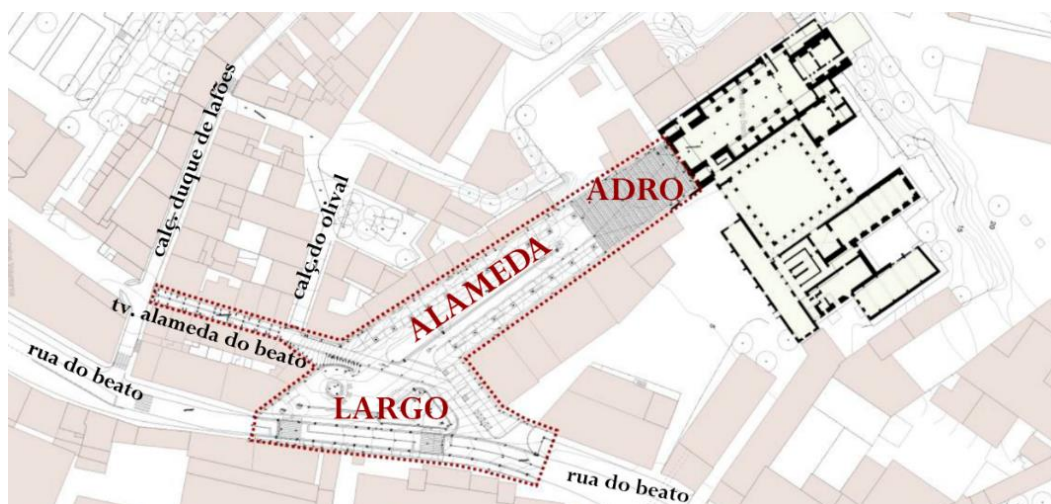 calç. duque de lafões
calç.do olival
ADRO
ALAMEDA
tv. alameda do beato
rua do beato
LARGO
rua do beato